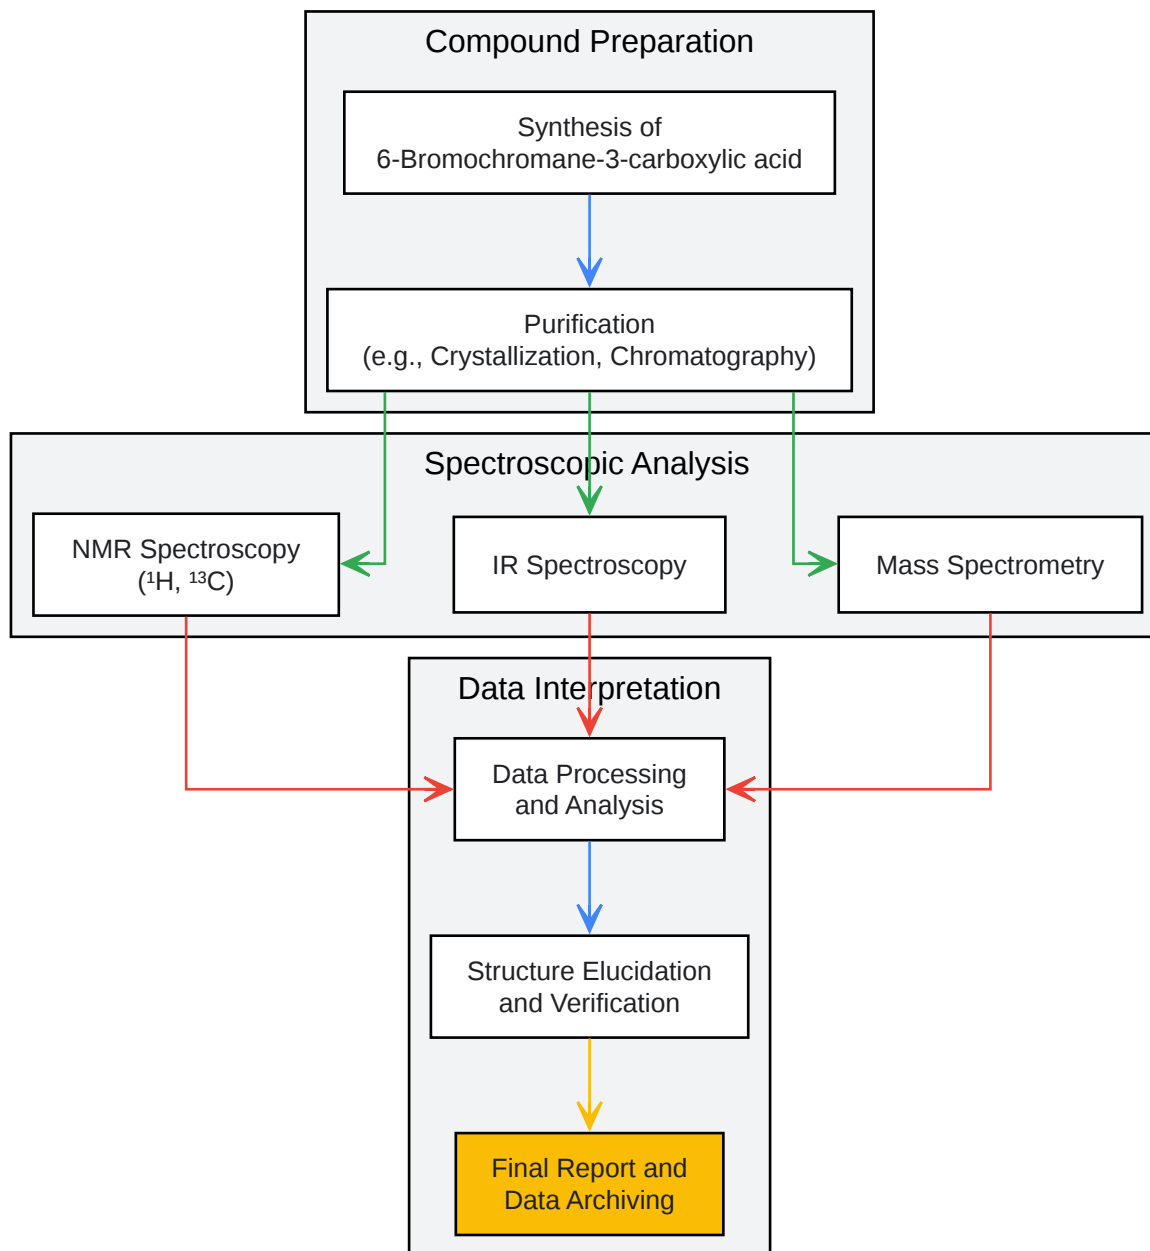 Compound Preparation
Synthesis of
6-Bromochromane-3-carboxylic acid
Purification
(e.g., Crystallization, Chromatography)
Spectroscopic Analysis
NMR Spectroscopy
(¹H, ¹³C)
IR Spectroscopy
Mass Spectrometry
Data Interpretation
Data Processing
and Analysis
Structure Elucidation
and Verification
Final Report and
Data Archiving